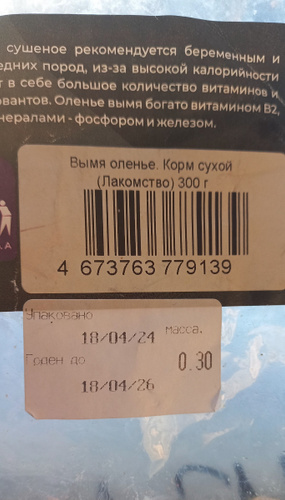 сушеное рекомендуется беременным и
едних пород, из-за высокой калорийности
т в себе большое количество витаминов и
рвантов. Оленье вымя богато витамином B2,
нералами - фосфором и железом.
Вымя оленье. Корм сухой
(Лакомство) 300 г
4 673763 779139
Упаковано
18/04/24
масса.
Годен до
0.30
18/04/26